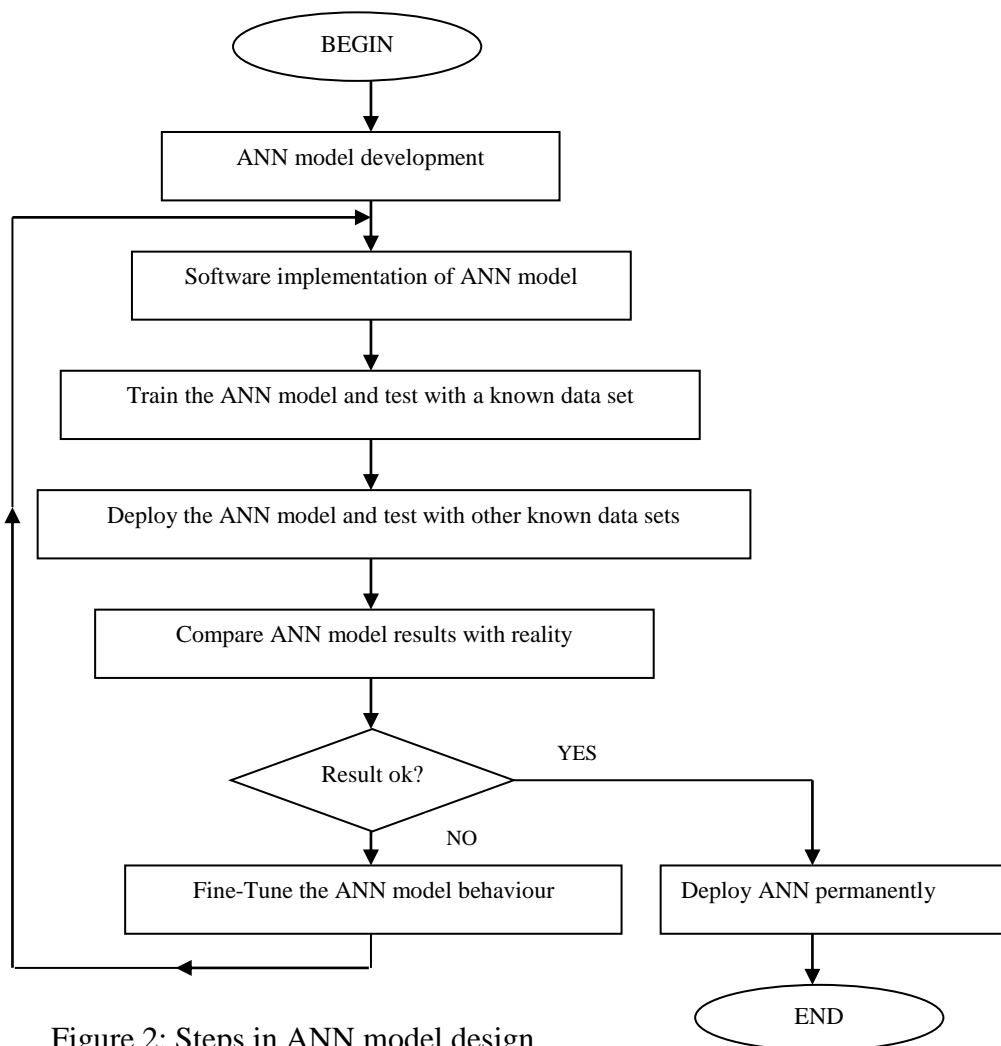 BEGIN
ANN model development
Software implementation of ANN model
Train the ANN model and test with a known data set
Deploy the ANN model and test with other known data sets
Compare ANN model results with reality
Result ok?
YES
NO
Fine-Tune the ANN model behaviour
Deploy ANN permanently
END
Figure 2: Steps in ANN model design